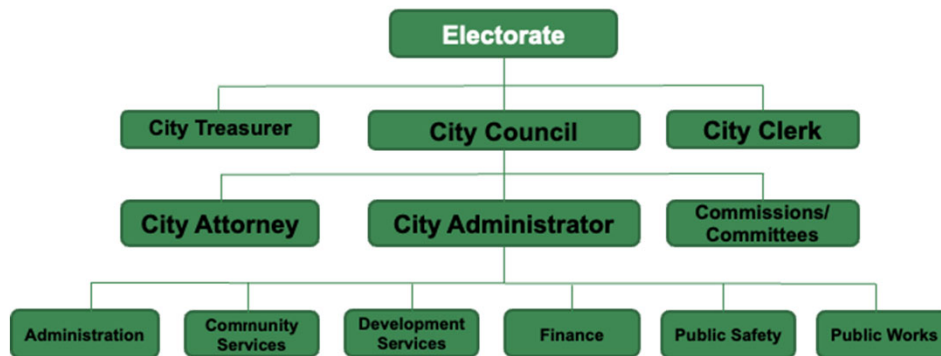 Electorate
City Treasurer
City Council
City Clerk
City Attorney
City Administrator
Commissions/
Committees
Administration
Community
Services
Development
Services
Finance
Public Safety
Public Works